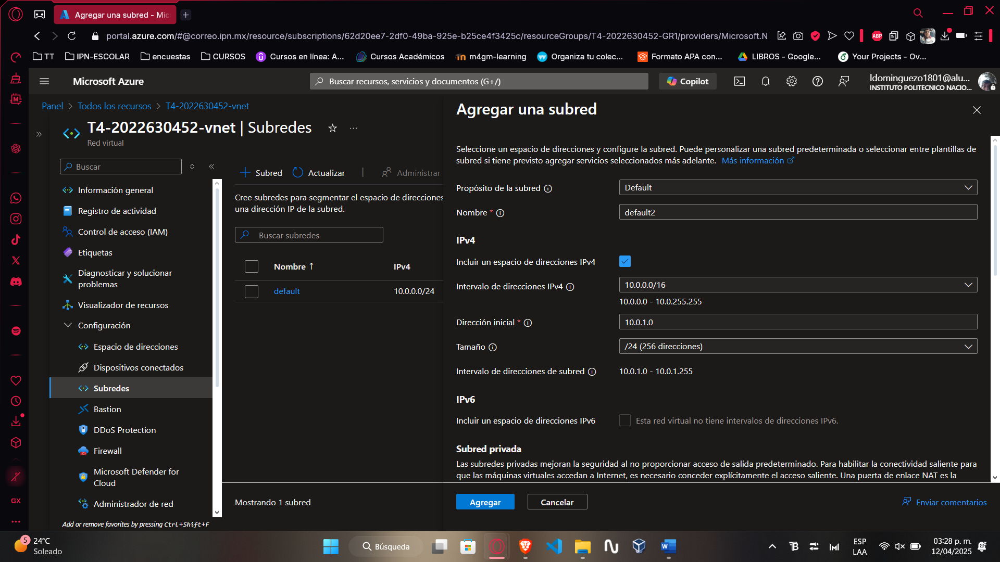 Agregar una subred - Mic
portal.azure.com/#@correo.ipn.mx/resource/subscriptions/62d20ee7-2df0-49ba-925e-b25ce4f3425c/resourceGroups/T4-2022630452-GR1/providers/Microsoft.N
ABP
TT
IPN-ESCOLAR
encuestas
CURSOS
Cursos en línea: A...
Cursos Académicos
m4gm-learning
Organiza tu colec...
Formato APA con...
LIBROS - Google...
Your Projects - Ov...
Microsoft Azure
Buscar recursos, servicios y documentos (G+/)
Copilot
ldominguezo1801@alu...
INSTITUTO POLITECNICO NACIO...
Panel > Todos los recursos > T4-2022630452-vnet
T4-2022630452-vnet | Subredes
Red virtual
Buscar
Información general
Registro de actividad
Control de acceso (IAM)
Etiquetas
Diagnosticar y solucionar
problemas
Visualizador de recursos
Configuración
Espacio de direcciones
Dispositivos conectados
Subredes
Bastion
DDoS Protection
Firewall
Microsoft Defender for
Cloud
Administrador de red
Add or remove favorites by pressing Ctrl+Shift+F
Subred
Actualizar
Administrar
Cree subredes para segmentar el espacio de direcciones
una dirección IP de la subred.
Buscar subredes
Nombre ↑ IPv4
default 10.0.0.0/24
Mostrando 1 subred
Agregar una subred
Seleccione un espacio de direcciones y configure la subred. Puede personalizar una subred predeterminada o seleccionar entre plantillas de
subred si tiene previsto agregar servicios seleccionados más adelante. Más información
Propósito de la subred Default
Nombre * default2
IPv4
Incluir un espacio de direcciones IPv4
Intervalo de direcciones IPv4 10.0.0.0/16
10.0.0.0 - 10.0.255.255
Dirección inicial * 10.0.1.0
Tamaño /24 (256 direcciones)
Intervalo de direcciones de subred 10.0.1.0 - 10.0.1.255
IPv6
Incluir un espacio de direcciones IPv6 Esta red virtual no tiene intervalos de direcciones IPv6.
Subred privada
Las subredes privadas mejoran la seguridad al no proporcionar acceso de salida predeterminado. Para habilitar la conectividad saliente para
que las máquinas virtuales accedan a Internet, es necesario conceder explícitamente el acceso saliente. Una puerta de enlace NAT es la
Agregar
Cancelar
Enviar comentarios
GX
5
24°C
Soleado
Búsqueda
ESP
LAA
03:28 p. m.
12/04/2025